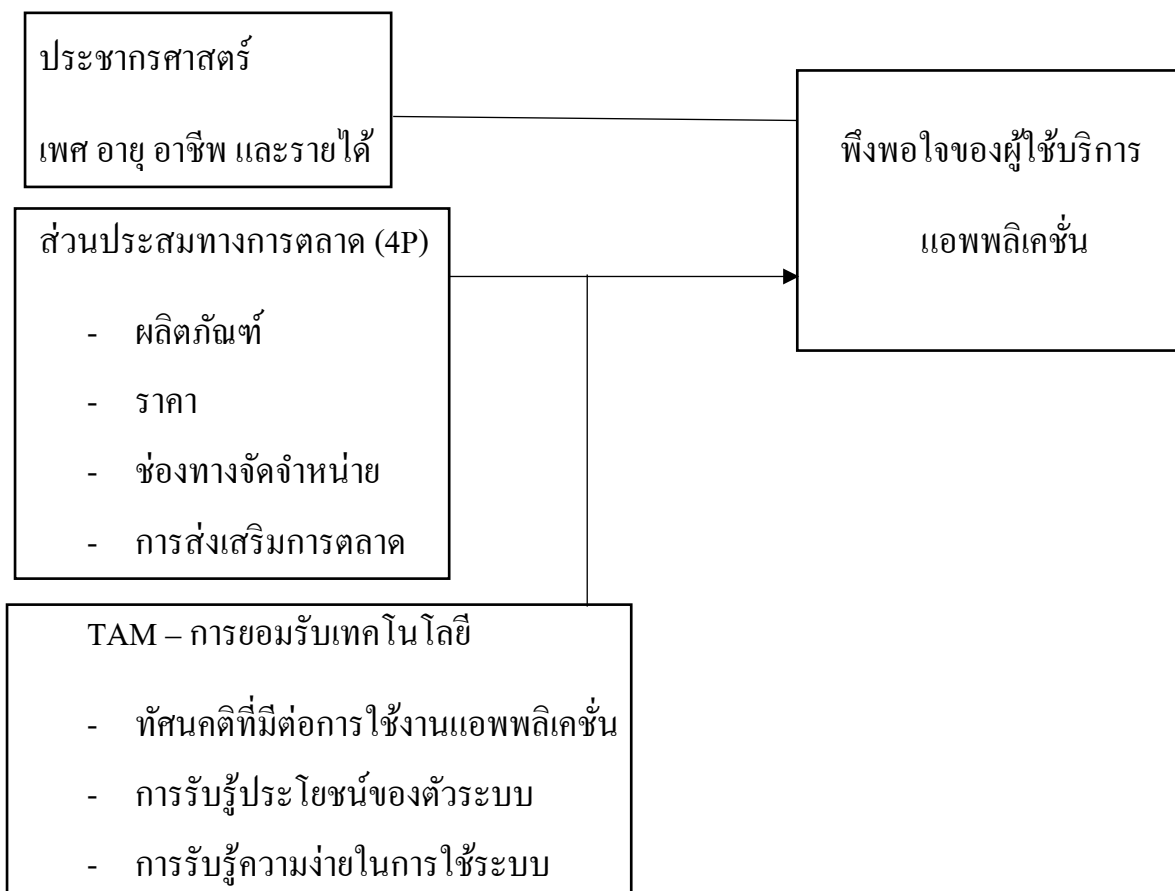 ประชากรศาสตร์
เพศ อายุ อาชีพ และรายได้
พึงพอใจของผู้ใช้บริการ
แอพพลิเคชั่น
ส่วนประสมทางการตลาด (4P)
- ผลิตภัณฑ์
- ราคา
- ช่องทางจัดจำหน่าย
- การส่งเสริมการตลาด
TAM – การยอมรับเทคโนโลยี
- ทัศนคติที่มีต่อการใช้งานแอพพลิเคชั่น
- การรับรู้ประโยชน์ของตัวระบบ
- การรับรู้ความง่ายในการใช้ระบบ